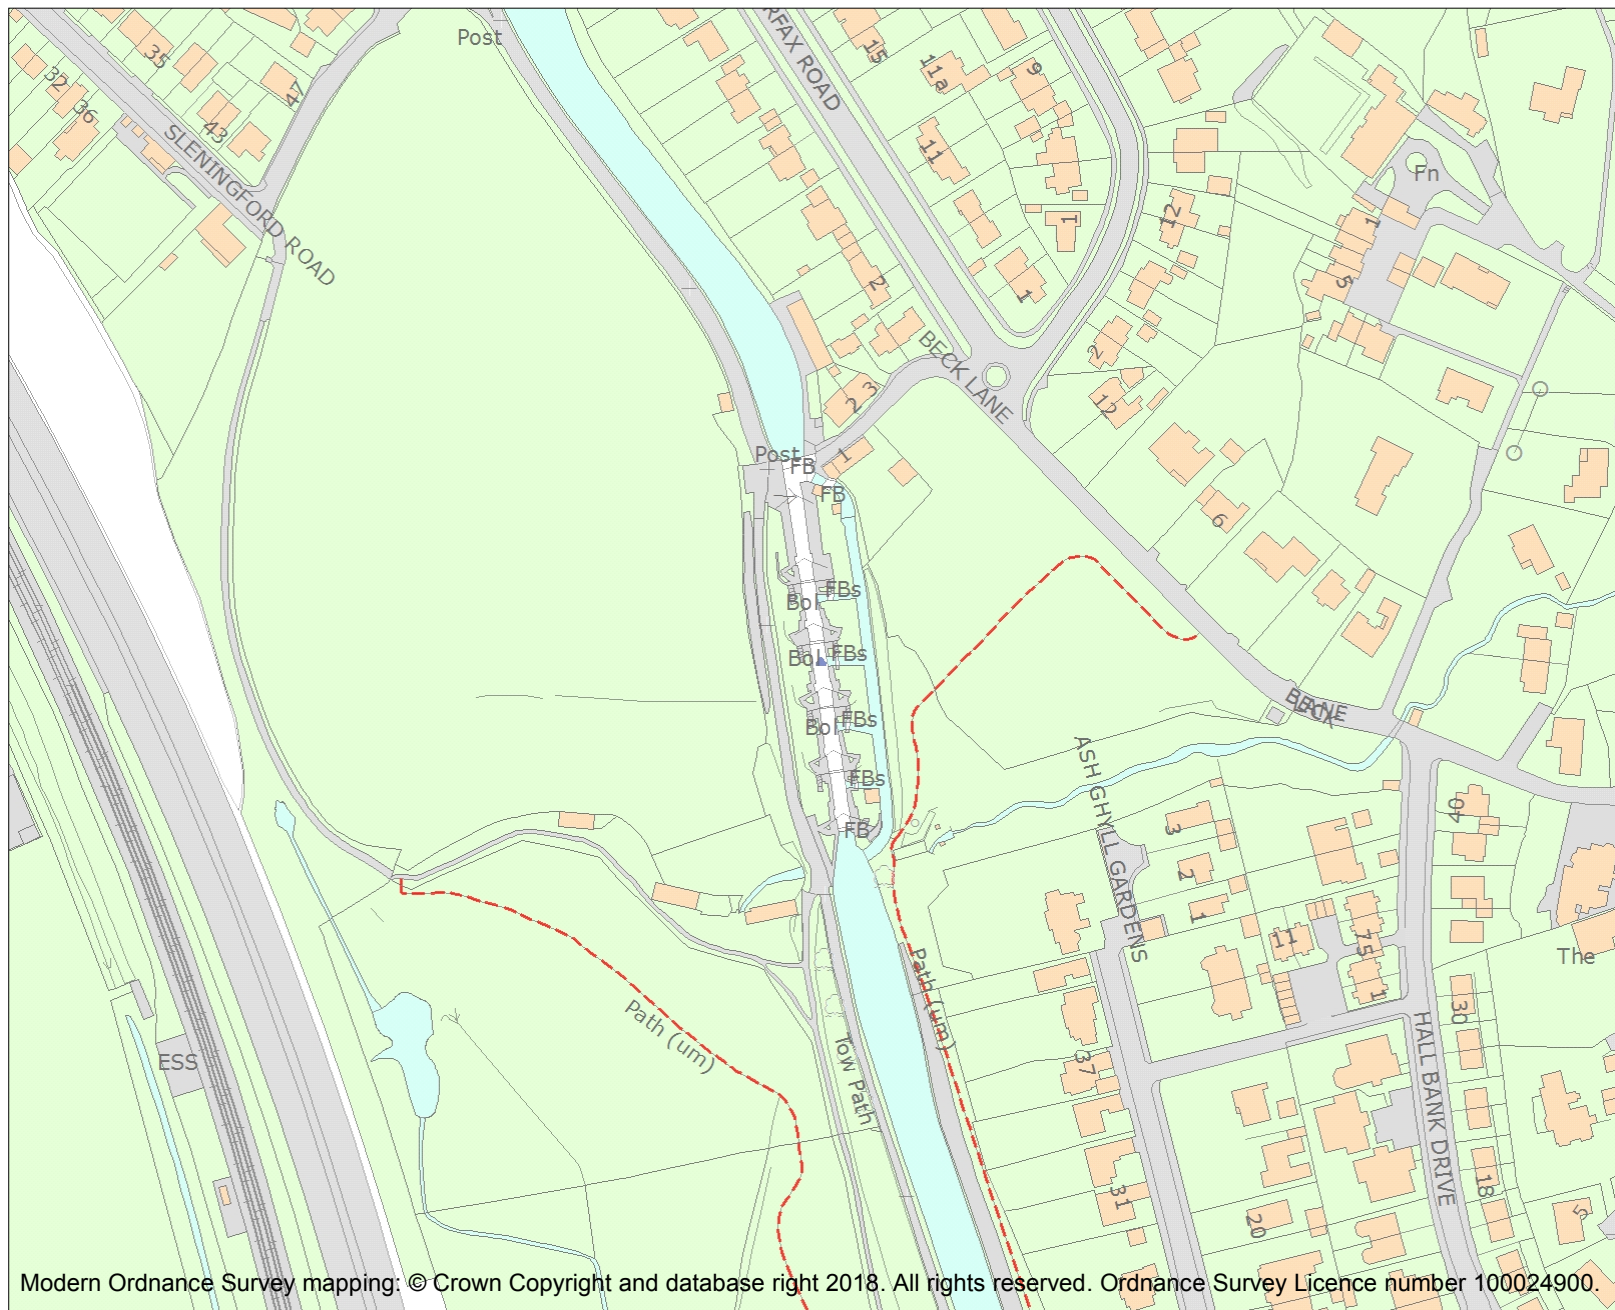 Post
RFAX ROAD
35
15
11a
9
32
36
47
43
SLENINGFORD ROAD
11
Fn
12
1
1
5
2
1
BECK LANE
2
3
2
12
Post
FB
1
FB
6
FBs
Bol
FBs
Bol
FBs
Bol
FBs
FB
BECK
LANE
ASH GHYLL GARDENS
40
3
2
1
11
75
1
The
30
Path (um)
Path (um)
Tow Path
ESS
37
HALL BANK DRIVE
31
20
18
5
Modern Ordnance Survey mapping: © Crown Copyright and database right 2018. All rights reserved. Ordnance Survey Licence number 100024900.